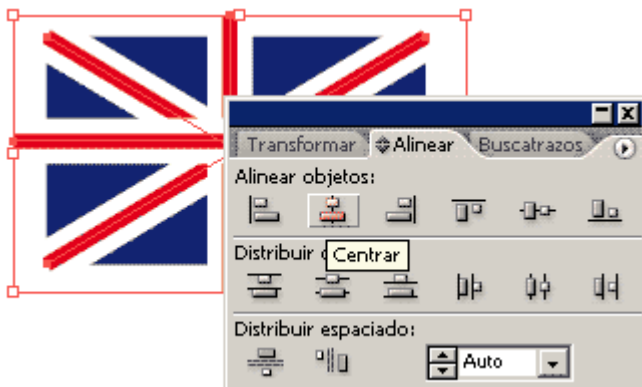 Transformar Alinear Buscatrazos
Alinear objetos:
Distribuir
Centrar
Distribuir espaciado:
Auto